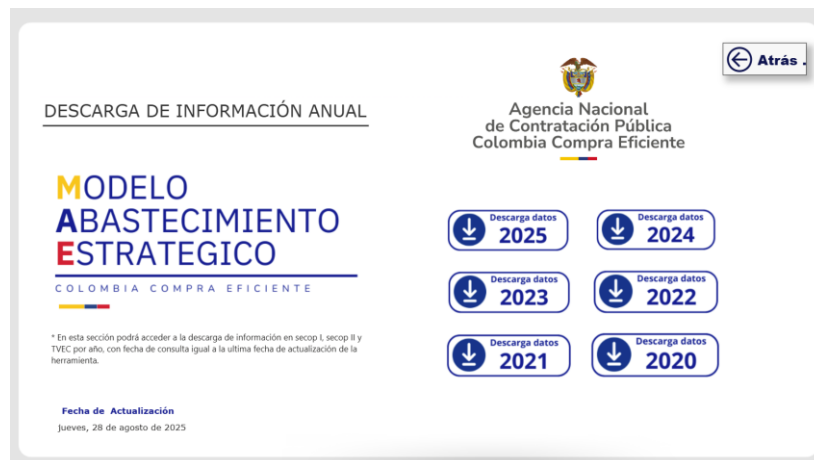 Atrás .
DESCARGA DE INFORMACIÓN ANUAL
Agencia Nacional
de Contratación Pública
Colombia Compra Eficiente
MODELO
ABASTECIMIENTO
ESTRATEGICO
COLOMBIA COMPRA EFICIENTE
* En esta sección podrá acceder a la descarga de información en secop I, secop II y
TVEC por año, con fecha de consulta igual a la ultima fecha de actualización de la
herramienta.
Fecha de Actualización
jueves, 28 de agosto de 2025
Descarga datos
2025
Descarga datos
2024
Descarga datos
2023
Descarga datos
2022
Descarga datos
2021
Descarga datos
2020